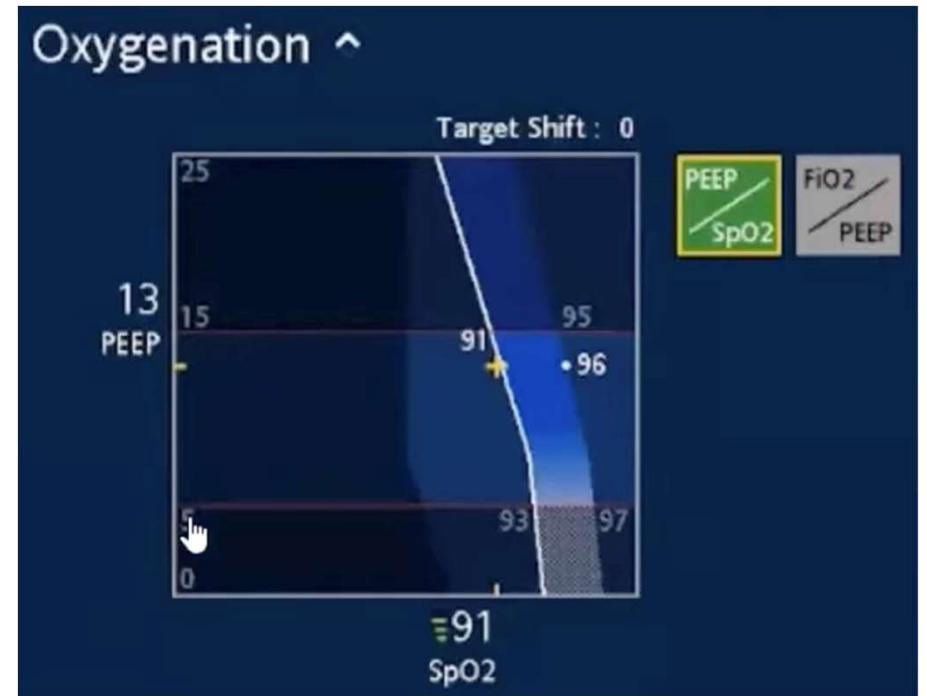 Oxygenation ^
Target Shift : 0
25
PEEP
SpO2
FiO2
PEEP
13
PEEP
15
95
91
96
5
93
97
0
91
SpO2